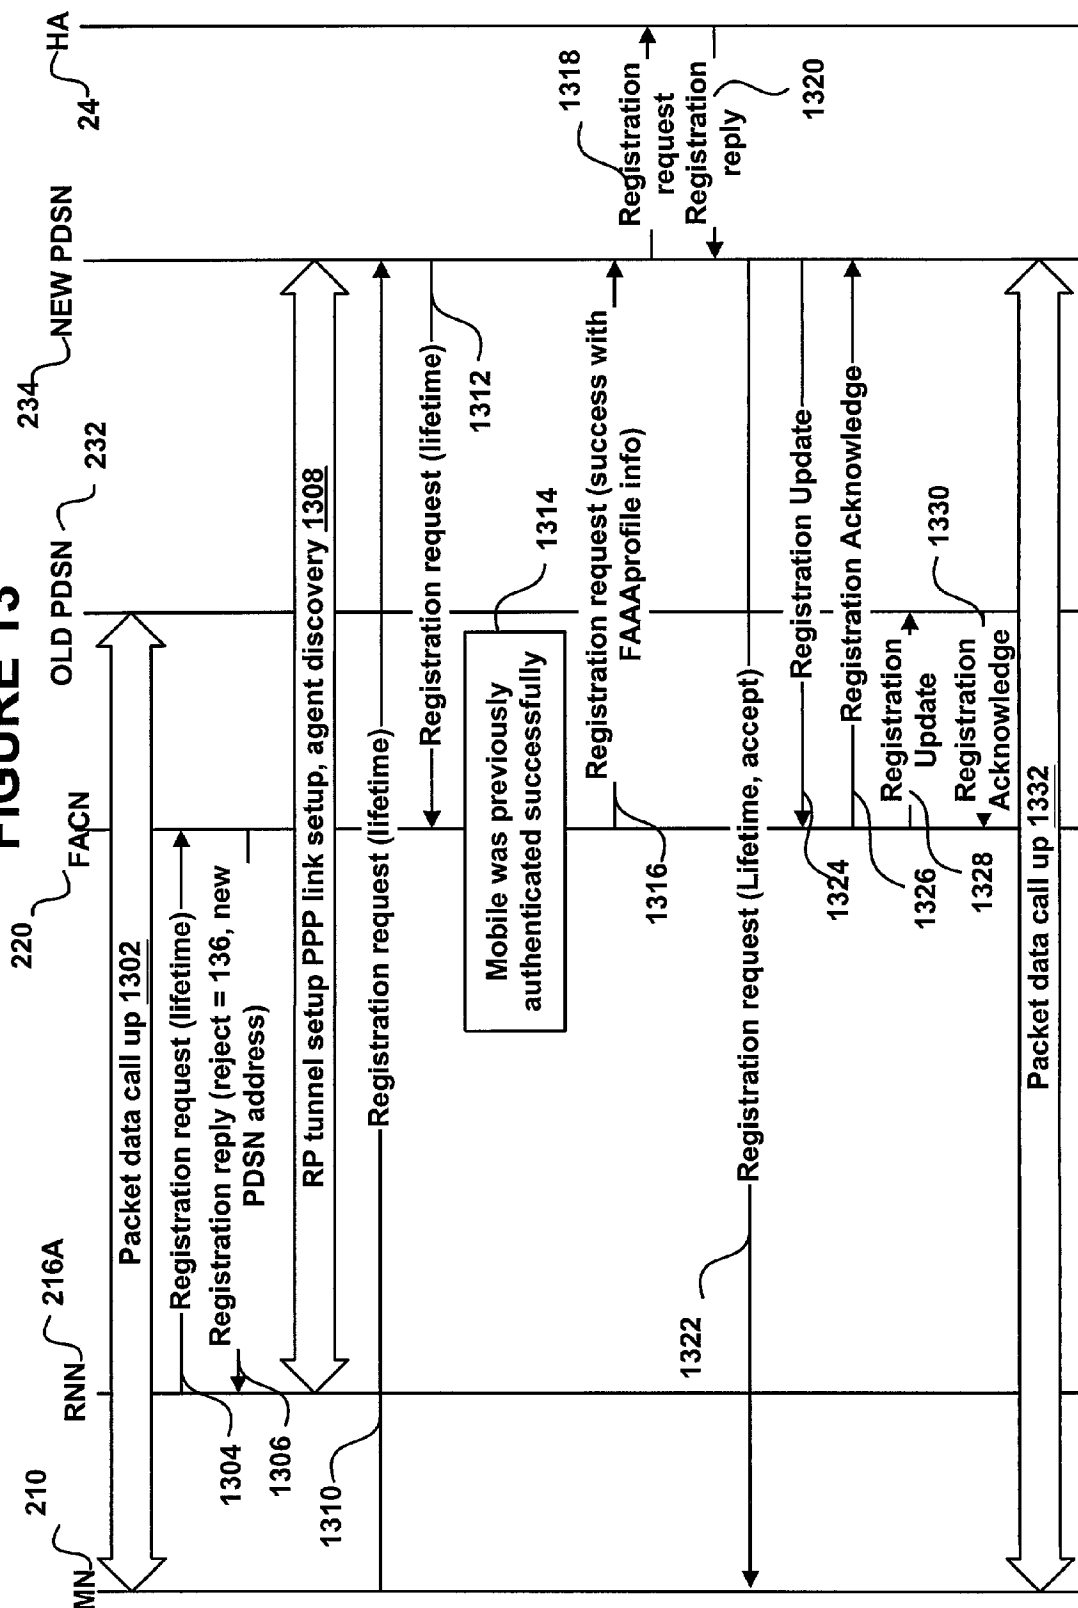 FIGURE 13
210
MN
RNN
216A
220
FACN
OLD PDSN
232
234
NEW PDSN
24
HA
Packet data call up 1302
Registration request (lifetime)
1304
Registration reply (reject = 136, new
PDSN address)
1306
RP tunnel setup PPP link setup, agent discovery 1308
Registration request (lifetime)
1310
Registration request (lifetime)
1312
Mobile was previously
authenticated successfully
1314
Registration request (success with
FAAAprofile info)
1316
Registration
request
1318
Registration
reply
1320
Registration request (Lifetime, accept)
1322
Registration Update
1324
Registration Acknowledge
1326
Registration
Update
1328
Registration
Acknowledge
1330
Packet data call up 1332